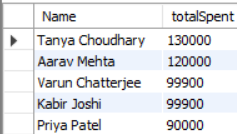 Name totalSpent
Tanya Choudhary 130000
Aarav Mehta 120000
Varun Chatterjee 99900
Kabir Joshi 99900
Priya Patel 90000